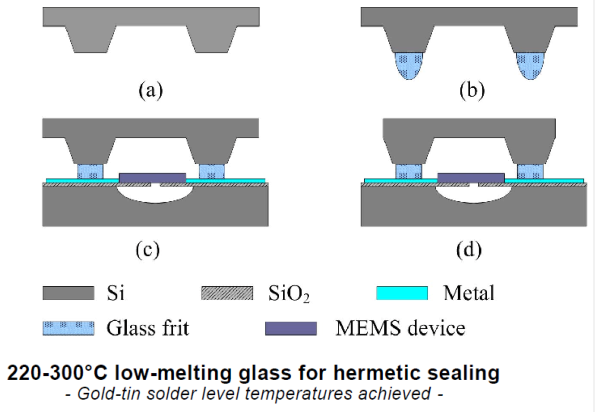 (a)
(b)
(c)
(d)
Si
SiO₂
Metal
Glass frit
MEMS device
220-300°C low-melting glass for hermetic sealing
- Gold-tin solder level temperatures achieved -